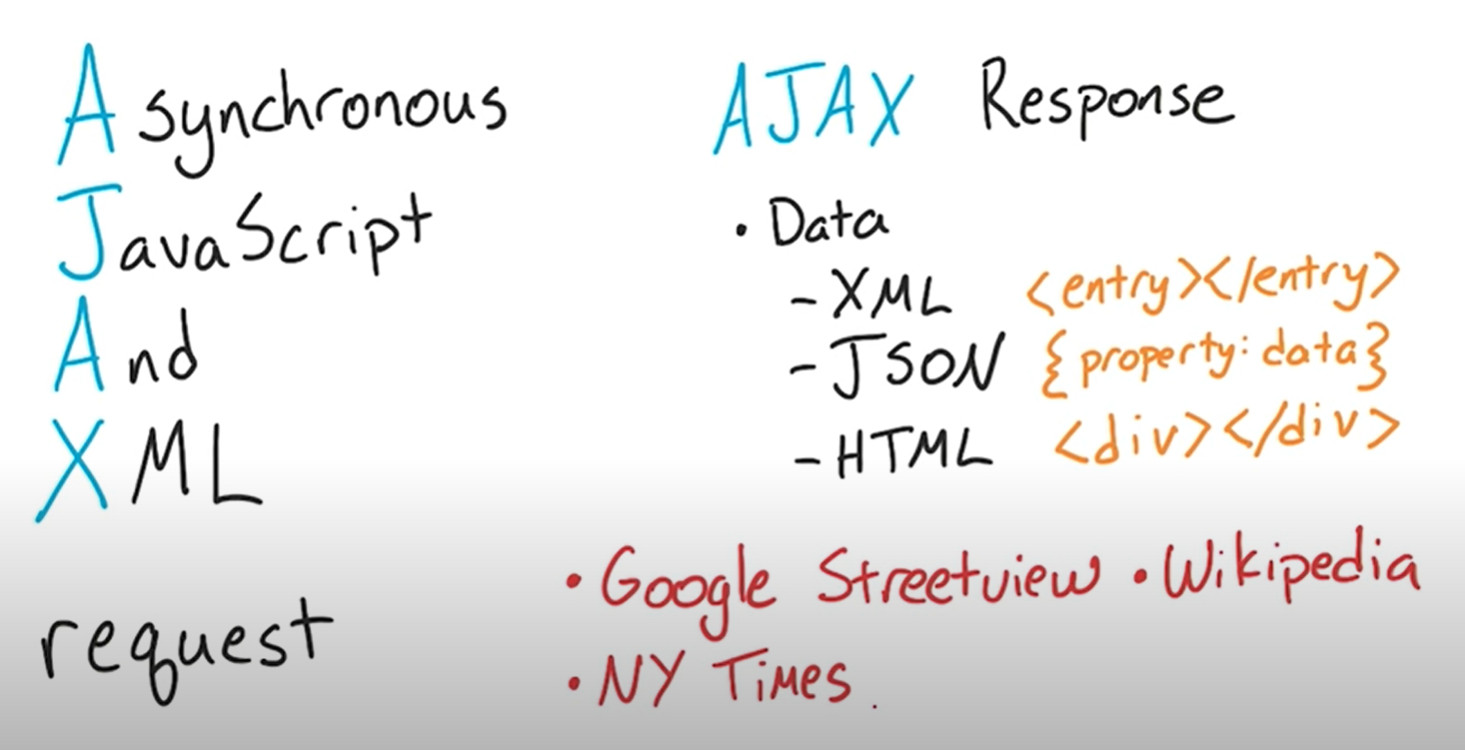 Asynchronous
JavaScript
And
XML
request
AJAX Response
• Data
- XML <entry></entry>
- JSON {property: data}
- HTML <div></div>
• Google Streetview • Wikipedia
• NY Times.